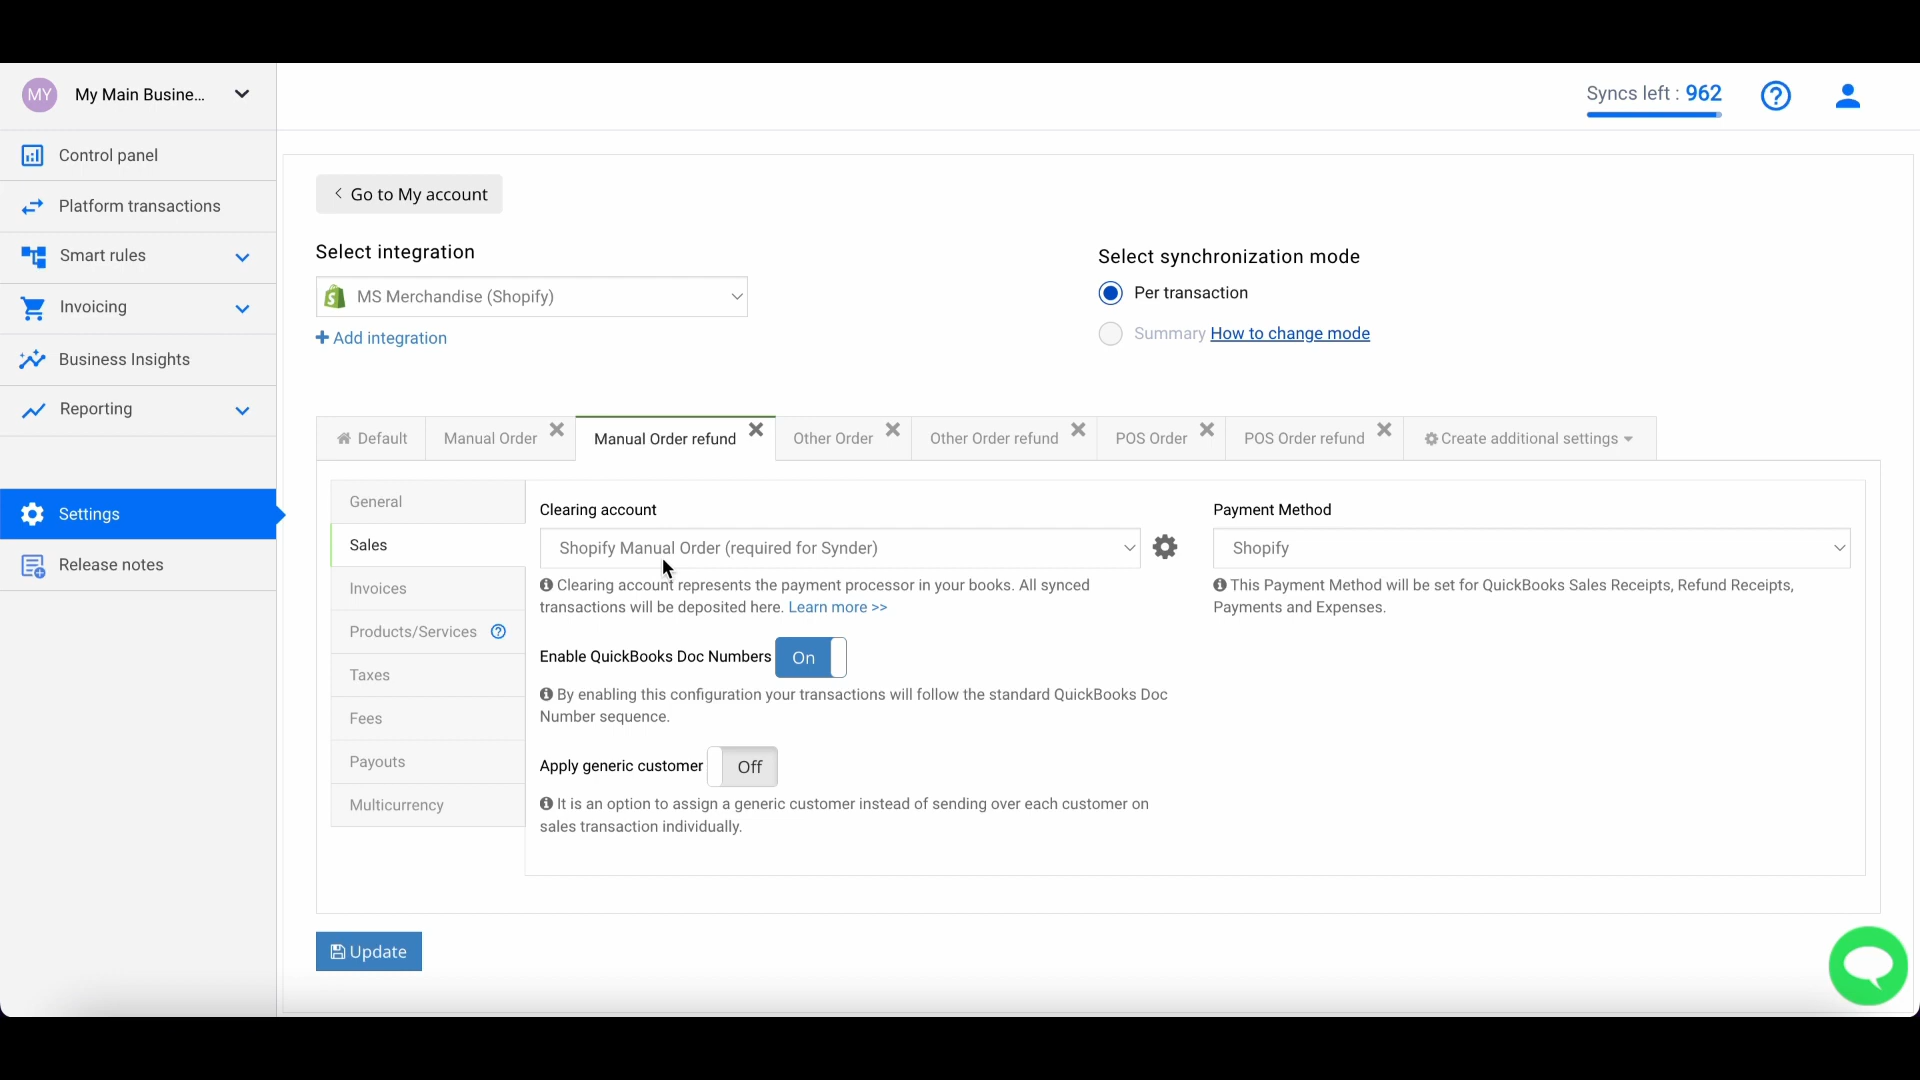 MY My Main Busine...
Syncs left : 962
Control panel
Platform transactions
Smart rules
Invoicing
Business Insights
Reporting
Settings
Release notes
Go to My account
Select integration
MS Merchandise (Shopify)
Add integration
Select synchronization mode
Per transaction
Summary How to change mode
Default Manual Order Manual Order refund Other Order Other Order refund POS Order POS Order refund Create additional settings
General
Sales
Invoices
Products/Services
Taxes
Fees
Payouts
Multicurrency
Clearing account
Shopify Manual Order (required for Synder)
Clearing account represents the payment processor in your books. All synced
transactions will be deposited here. Learn more >>
Enable QuickBooks Doc Numbers On
By enabling this configuration your transactions will follow the standard QuickBooks Doc
Number sequence.
Apply generic customer Off
It is an option to assign a generic customer instead of sending over each customer on
sales transaction individually.
Payment Method
Shopify
This Payment Method will be set for QuickBooks Sales Receipts, Refund Receipts,
Payments and Expenses.
Update